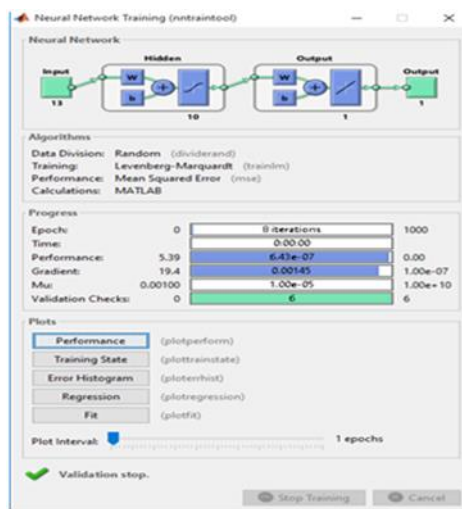 Neural Network Training (nntraintool)
Neural Network
Hidden Output
Input Output
W W
b b
13 1
10 1
Algorithms
Data Division: Random (dividerand)
Training: Levenberg-Marquardt (trainlm)
Performance: Mean Squared Error (mse)
Calculations: MATLAB
Progress
Epoch: 0 8 iterations 1000
Time: 0:00:00
Performance: 5.39 6.43e-07 0.00
Gradient: 19.4 0.00145 1.00e-07
Mu: 0.00100 1.00e-05 1.00e+10
Validation Checks: 0 6 6
Plots
Performance (plotperform)
Training State (plottrainstate)
Error Histogram (ploterrhist)
Regression (plotregression)
Fit (plotfit)
Plot Interval: 1 epochs
Validation stop.
Stop Training Cancel